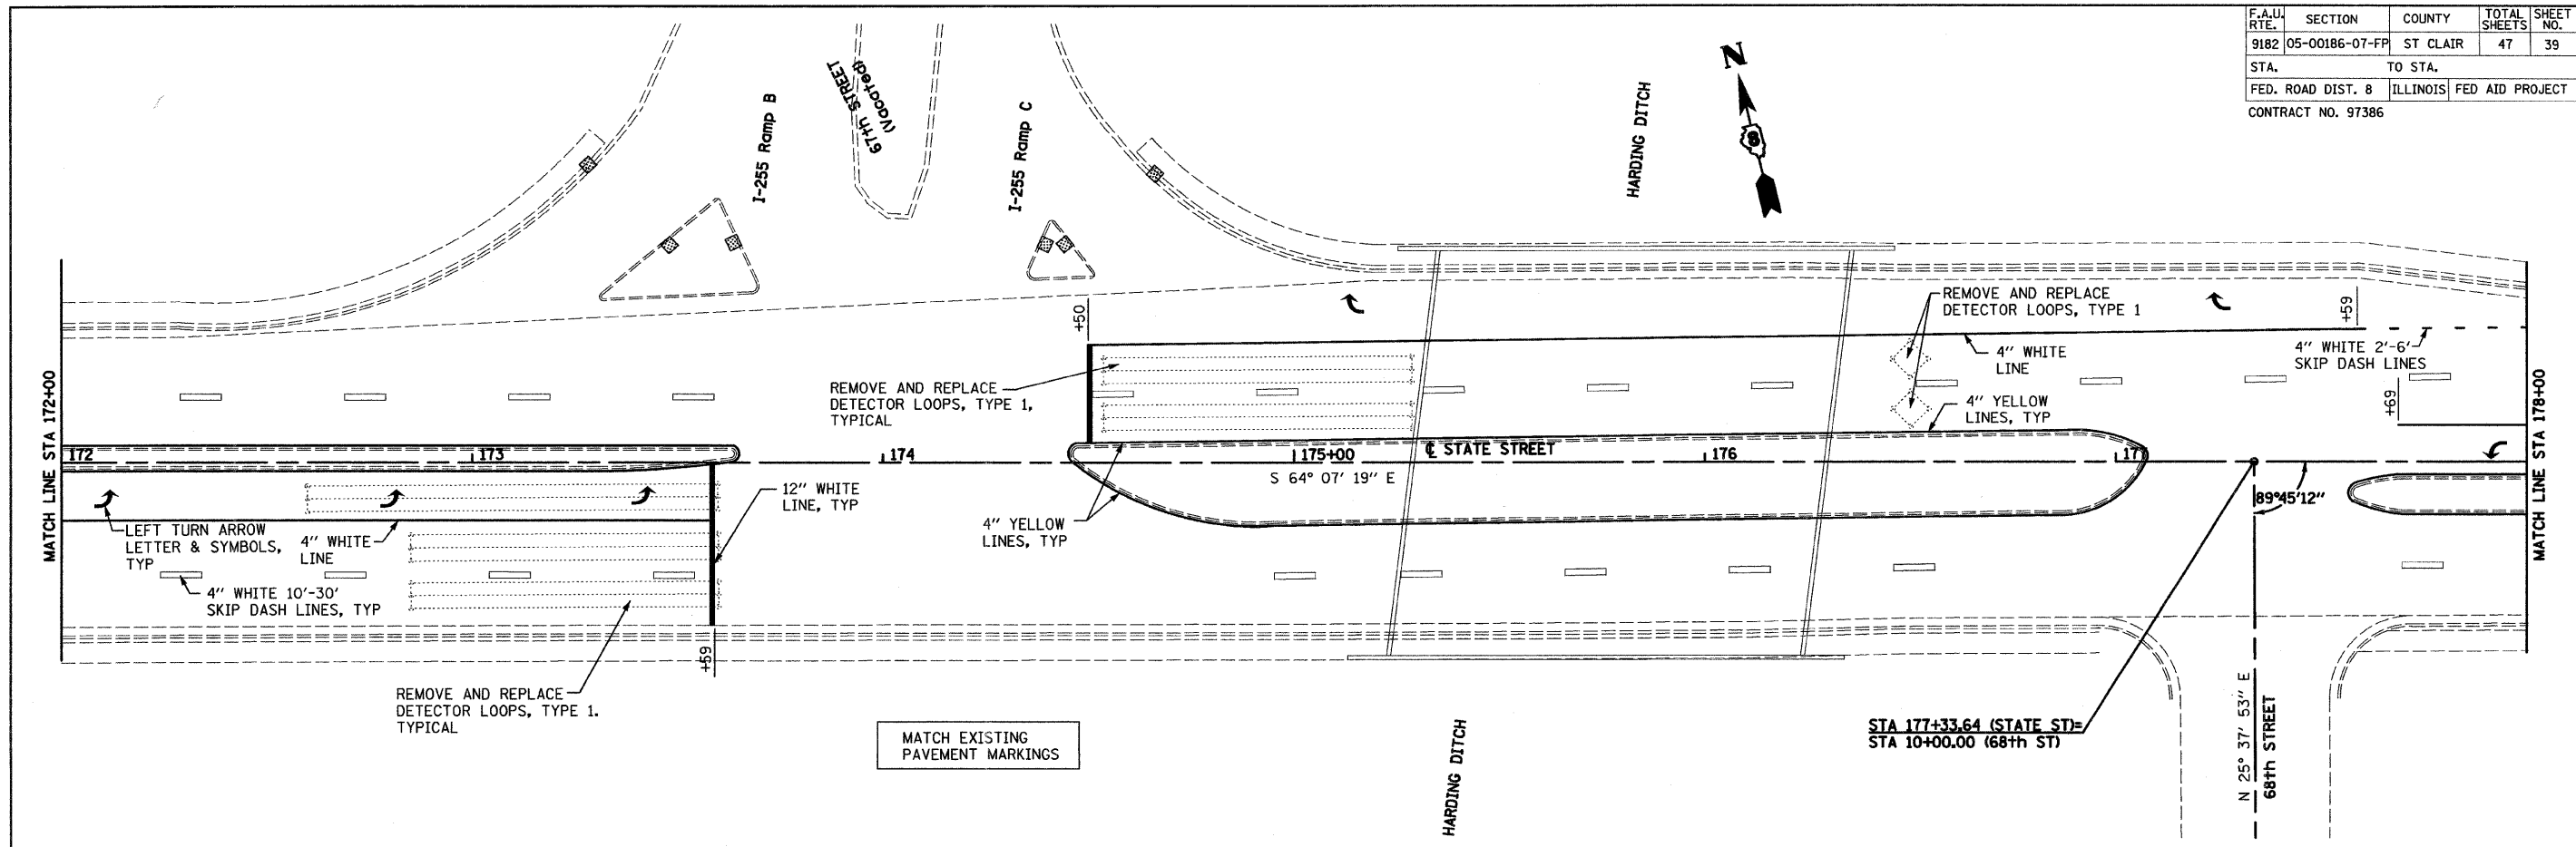 F.A.U. RTE. SECTION COUNTY TOTAL SHEETS SHEET NO.
9182 05-00186-07-FP ST CLAIR 47 39
STA. TO STA.
FED. ROAD DIST. 8 ILLINOIS FED AID PROJECT
CONTRACT NO. 97386
67th STREET
(Vacated)
I-255 Ramp B
I-255 Ramp C
HARDING DITCH
N
8
+50
REMOVE AND REPLACE
DETECTOR LOOPS, TYPE 1
+59
4" WHITE
LINE
4" WHITE 2'-6'
SKIP DASH LINES
REMOVE AND REPLACE
DETECTOR LOOPS, TYPE 1,
TYPICAL
4" YELLOW
LINES, TYP
+69
MATCH LINE STA 172+00
172
173
174
175+00
℄ STATE STREET
176
177
MATCH LINE STA 178+00
S 64° 07' 19" E
12" WHITE
LINE, TYP
89°45'12"
LEFT TURN ARROW
LETTER & SYMBOLS,
TYP
4" WHITE
LINE
4" YELLOW
LINES, TYP
4" WHITE 10'-30'
SKIP DASH LINES, TYP
+59
REMOVE AND REPLACE
DETECTOR LOOPS, TYPE 1.
TYPICAL
MATCH EXISTING
PAVEMENT MARKINGS
HARDING DITCH
STA 177+33.64 (STATE ST)=
STA 10+00.00 (68th ST)
N 25° 37' 53" E
68th STREET